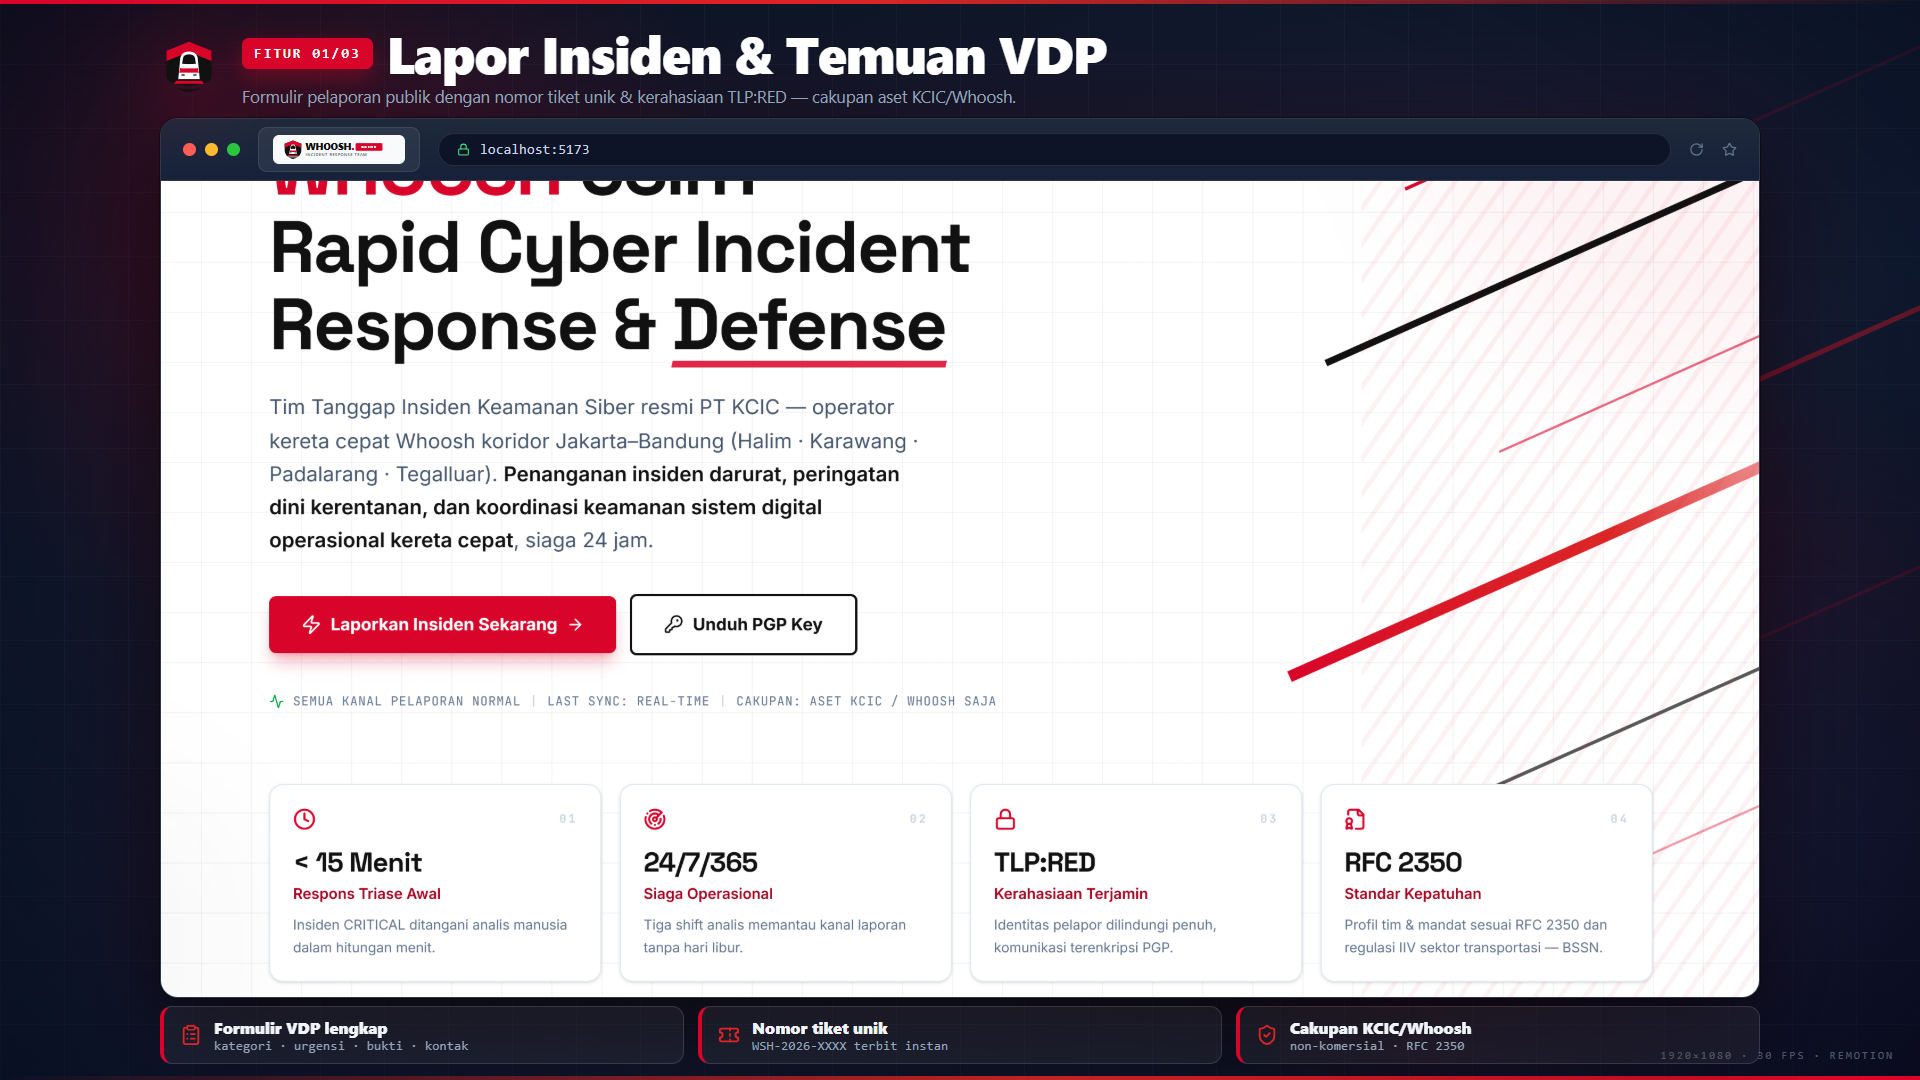 FITUR 01/03
Lapor Insiden & Temuan VDP
Formulir pelaporan publik dengan nomor tiket unik & kerahasiaan TLP:RED — cakupan aset KCIC/Whoosh.
WHOOSH.
INCIDENT RESPONSE TEAM
localhost:5173
Rapid Cyber Incident
Response & Defense
Tim Tanggap Insiden Keamanan Siber resmi PT KCIC — operator
kereta cepat Whoosh koridor Jakarta–Bandung (Halim · Karawang ·
Padalarang · Tegalluar). Penanganan insiden darurat, peringatan
dini kerentanan, dan koordinasi keamanan sistem digital
operasional kereta cepat, siaga 24 jam.
Laporkan Insiden Sekarang →
Unduh PGP Key
SEMUA KANAL PELAPORAN NORMAL | LAST SYNC: REAL-TIME | CAKUPAN: ASET KCIC / WHOOSH SAJA
01
< 15 Menit
Respons Triase Awal
Insiden CRITICAL ditangani analis manusia
dalam hitungan menit.
02
24/7/365
Siaga Operasional
Tiga shift analis memantau kanal laporan
tanpa hari libur.
03
TLP:RED
Kerahasiaan Terjamin
Identitas pelapor dilindungi penuh,
komunikasi terenkripsi PGP.
04
RFC 2350
Standar Kepatuhan
Profil tim & mandat sesuai RFC 2350 dan
regulasi IIV sektor transportasi — BSSN.
Formulir VDP lengkap
kategori · urgensi · bukti · kontak
Nomor tiket unik
WSH-2026-XXXX terbit instan
Cakupan KCIC/Whoosh
non-komersial · RFC 2350
1920×1080 · 30 FPS · REMOTION